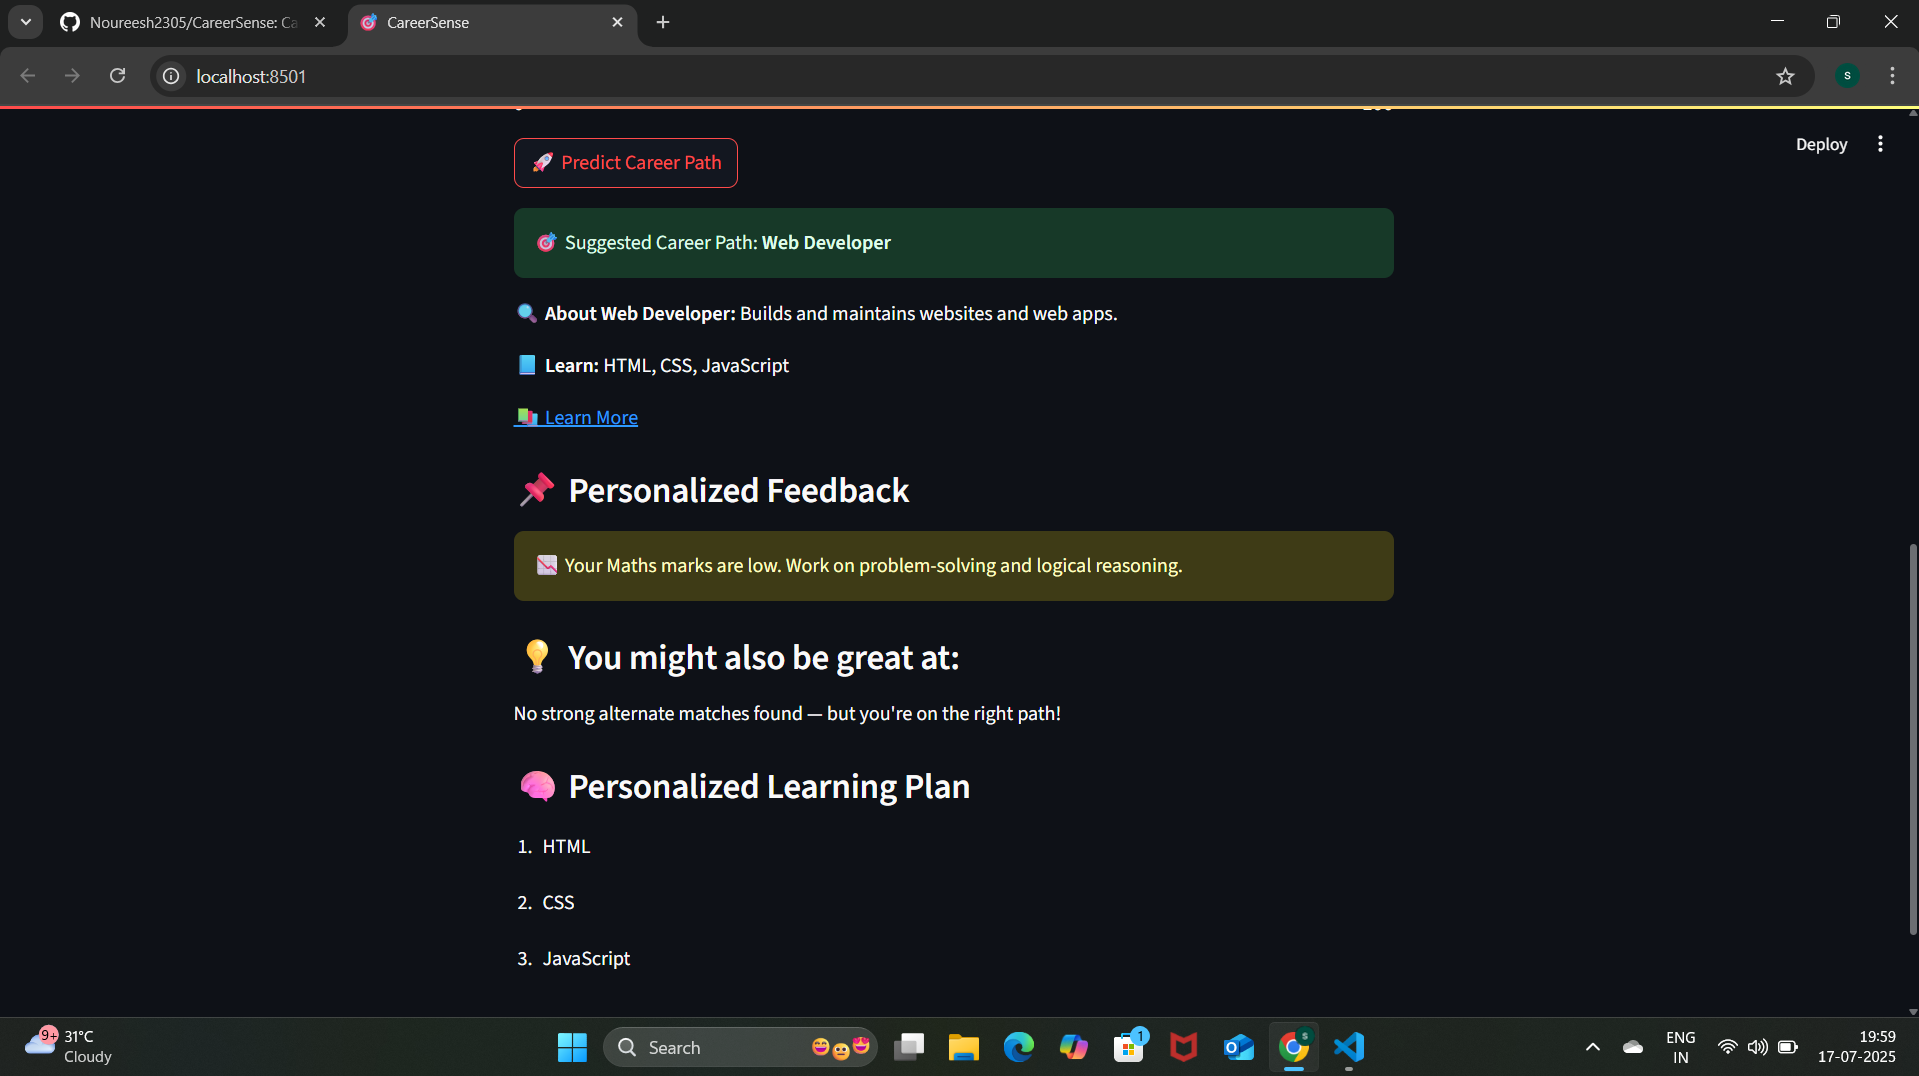 Noureesh2305/CareerSense: Ca
CareerSense
localhost:8501
S
Deploy
Predict Career Path
Suggested Career Path: Web Developer
About Web Developer: Builds and maintains websites and web apps.
Learn: HTML, CSS, JavaScript
Learn More
Personalized Feedback
Your Maths marks are low. Work on problem-solving and logical reasoning.
You might also be great at:
No strong alternate matches found — but you're on the right path!
Personalized Learning Plan
1. HTML
2. CSS
3. JavaScript
9+
31°C
Cloudy
Search
1
S
ENG
IN
19:59
17-07-2025